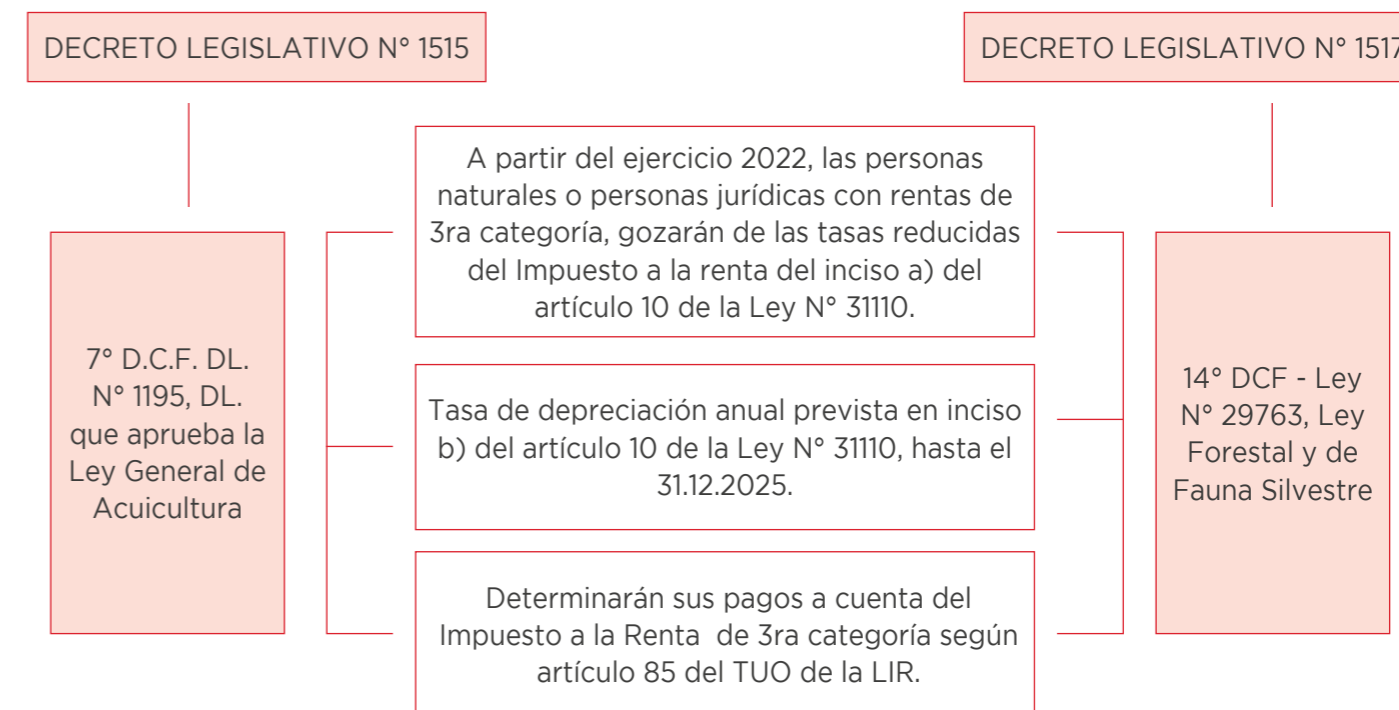 DECRETO LEGISLATIVO N° 1515
DECRETO LEGISLATIVO N° 1517
7° D.C.F. DL.
N° 1195, DL.
que aprueba la
Ley General de
Acuicultura
A partir del ejercicio 2022, las personas
naturales o personas jurídicas con rentas de
3ra categoría, gozarán de las tasas reducidas
del Impuesto a la renta del inciso a) del
artículo 10 de la Ley N° 31110.
Tasa de depreciación anual prevista en inciso
b) del artículo 10 de la Ley N° 31110, hasta el
31.12.2025.
Determinarán sus pagos a cuenta del
Impuesto a la Renta de 3ra categoría según
artículo 85 del TUO de la LIR.
14° DCF - Ley
N° 29763, Ley
Forestal y de
Fauna Silvestre